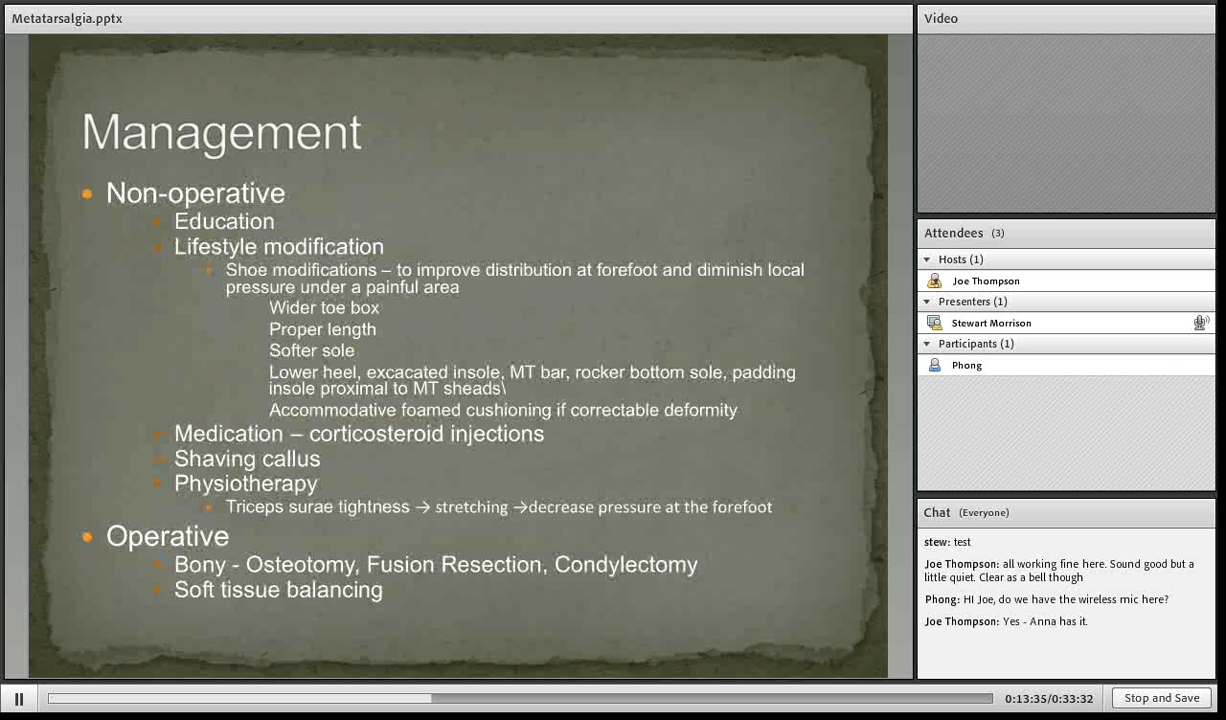 Metatarsalgia.pptx
Management
Non-operative
Education
Lifestyle modification
Shoe modifications – to improve distribution at forefoot and diminish local
pressure under a painful area
Wider toe box
Proper length
Softer sole
Lower heel, excacated insole, MT bar, rocker bottom sole, padding
insole proximal to MT sheads\
Accommodative foamed cushioning if correctable deformity
Medication – corticosteroid injections
Shaving callus
Physiotherapy
Triceps surae tightness → stretching →decrease pressure at the forefoot
Operative
Bony - Osteotomy, Fusion Resection, Condylectomy
Soft tissue balancing
Video
Attendees (3)
Hosts (1)
Joe Thompson
Presenters (1)
Stewart Morrison
Participants (1)
Phong
Chat (Everyone)
stew: test
Joe Thompson: all working fine here. Sound good but a
little quiet. Clear as a bell though
Phong: HI Joe, do we have the wireless mic here?
Joe Thompson: Yes - Anna has it.
0:13:35/0:33:32
Stop and Save